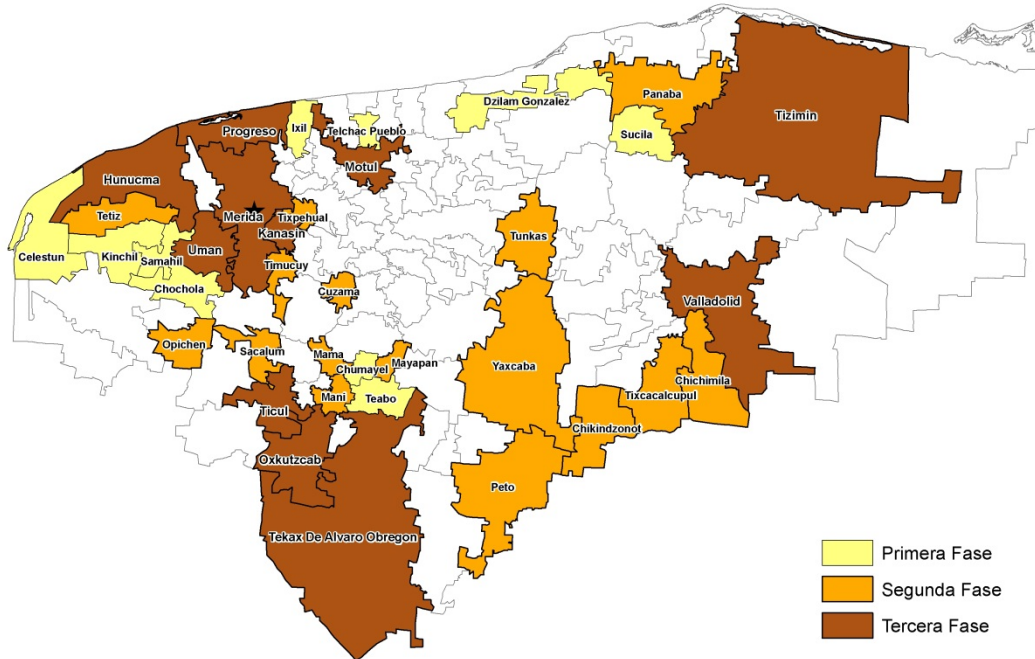 Dzilam Gonzalez
Panaba
Tizimin
Ixil
Telchac Pueblo
Progreso
Sucila
Motul
Hunucma
Tetiz
Merida
Tixpehual
Kanasin
Tunkas
Uman
Celestun
Kinchil
Samahil
Timucuy
Chochola
Cuzama
Valladolid
Opichen
Sacalum
Mama
Chumayel
Mayapan
Yaxcaba
Chichimila
Tixcacalcupul
Mani
Teabo
Ticul
Chikindzonot
Oxkutzcab
Peto
Tekax De Alvaro Obregon
Primera Fase
Segunda Fase
Tercera Fase